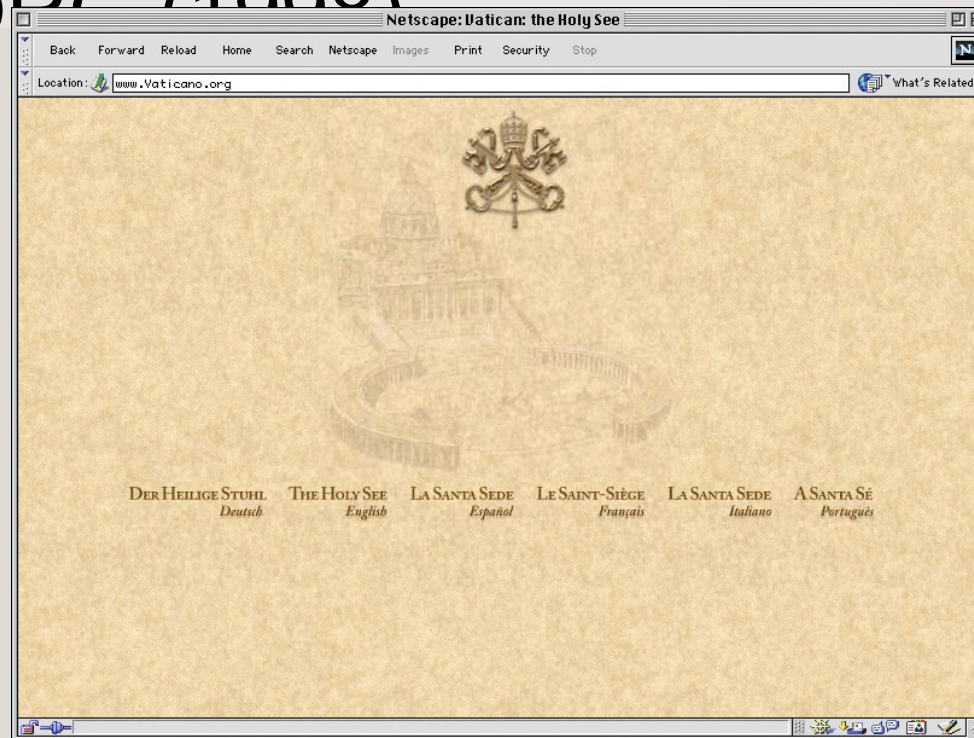 Netscape: Vatican: the Holy See
Back Forward Reload Home Search Netscape Images Print Security Stop
N
Location: www.Vaticano.org What's Related
DER HEILIGE STUHL THE HOLY SEE LA SANTA SEDE LE SAINT-SIÈGE LA SANTA SEDE A SANTA SÉ
Deutsch English Español Français Italiano Portuguès